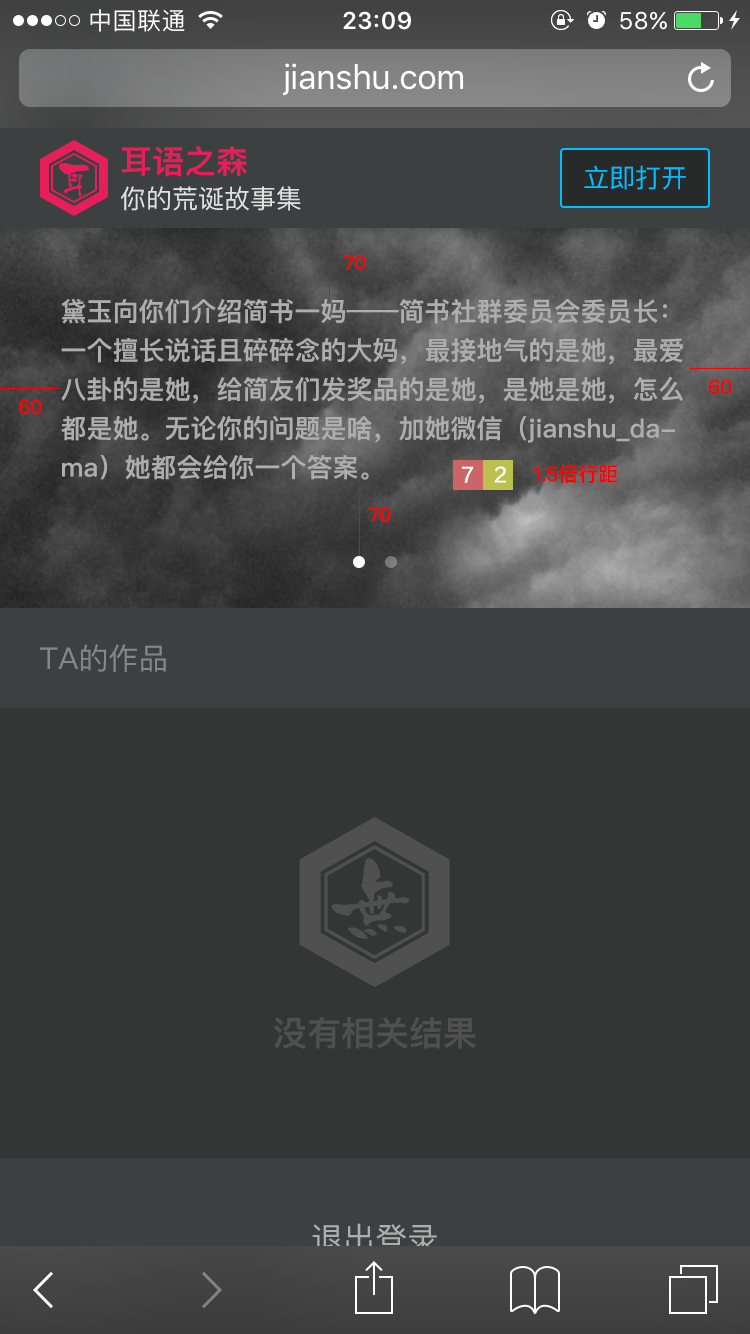 中国联通 23:09 58%
jianshu.com
耳语之森
你的荒诞故事集
立即打开
70
黛玉向你们介绍简书一妈——简书社群委员会委员长：
一个擅长说话且碎碎念的大妈，最接地气的是她，最爱
八卦的是她，给简友们发奖品的是她，是她是她，怎么
都是她。无论你的问题是啥，加她微信（jianshu_da-
ma）她都会给你一个答案。
60
60
7 2 1.5倍行距
70
TA的作品
無
没有相关结果
退出登录